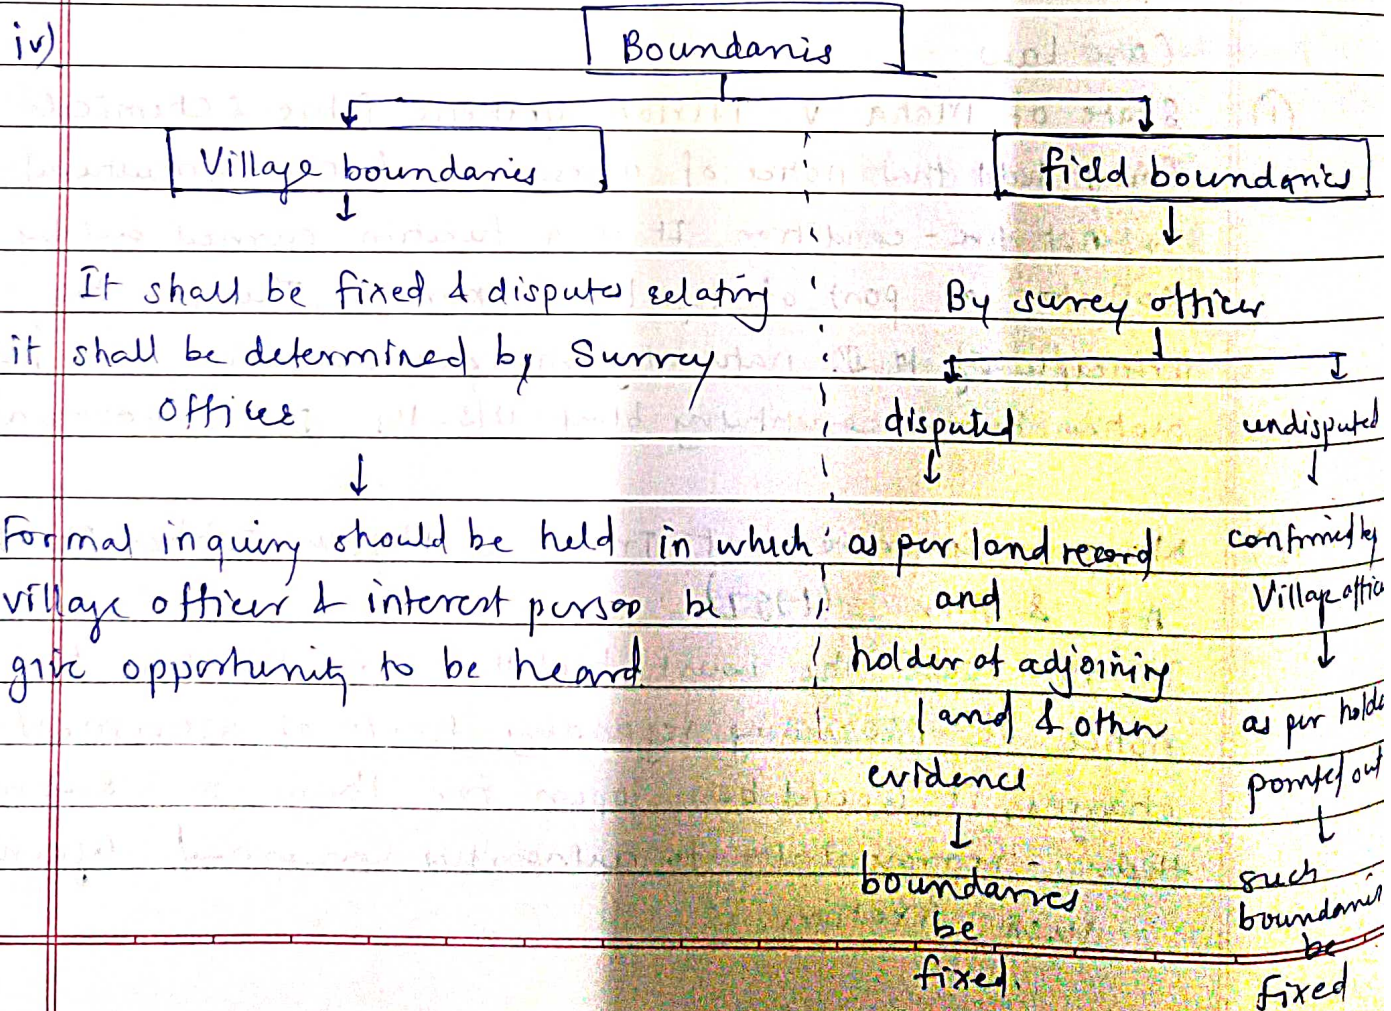 iv)
Boundaries
Village boundaries
It shall be fixed & disputes relating
it shall be determined by Survey
Offices
Formal inquiry should be held in which
village officer & interest person be
give opportunity to be heard
field boundaries
By survey officer
disputed
as per land record
and
holder of adjoining
land & other
evidence
boundaries
be
fixed.
undisputed
confirmed by
Village offic
as per holde
pointed out
such
boundaries
be
fixed